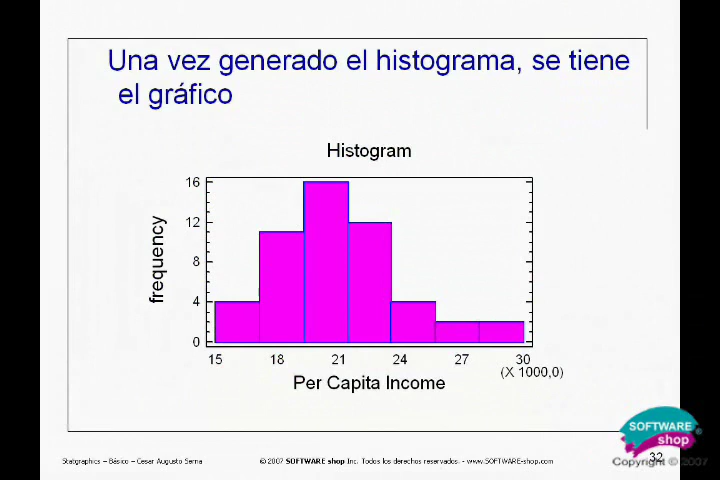 Una vez generado el histograma, se tiene
el gráfico
Histogram
frequency
16
12
8
4
0
15 18 21 24 27 30
(X 1000,0)
Per Capita Income
SOFTWARE
shop
®
Statgraphics – Básico – Cesar Augusto Serna
© 2007 SOFTWARE shop Inc. Todos los derechos reservados. - www.SOFTWARE-shop.com
32
Copyright © 2007